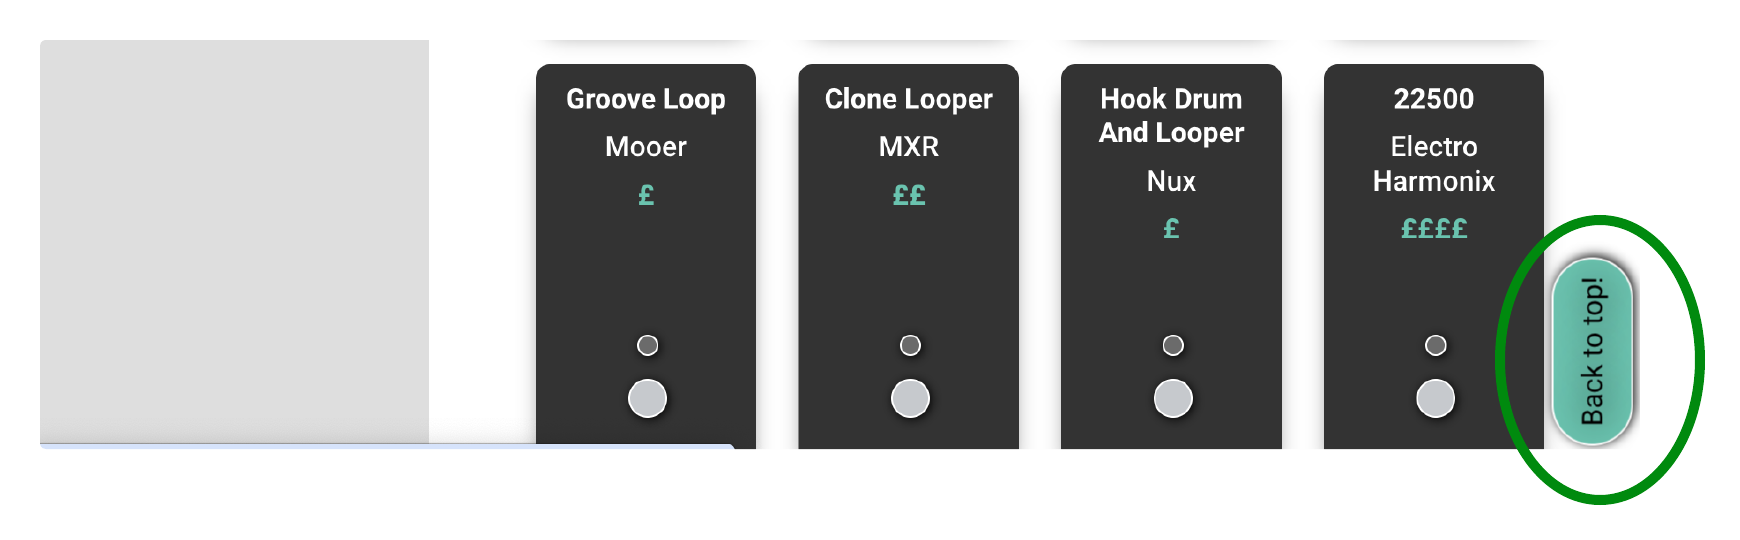 Groove Loop
Mooer
£
Clone Looper
MXR
££
Hook Drum
And Looper
Nux
£
22500
Electro
Harmonix
££££
Back to top!